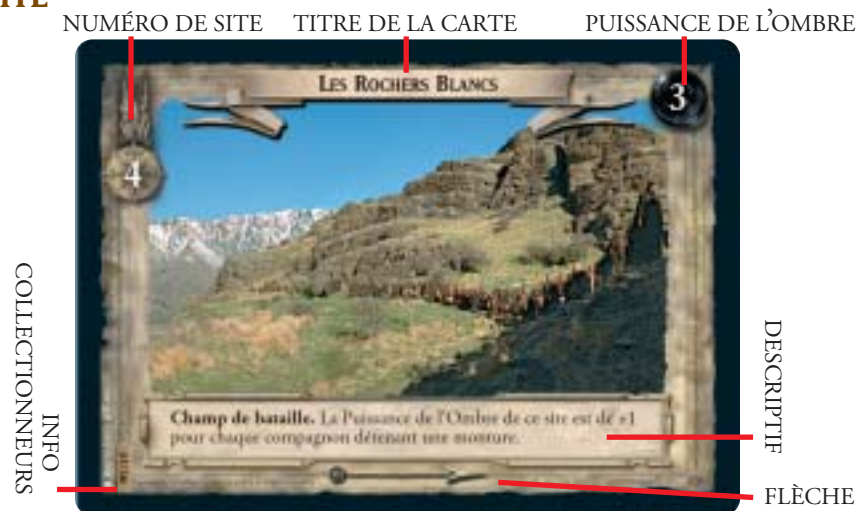 NUMÉRO DE SITE
TITRE DE LA CARTE
PUISSANCE DE L'OMBRE
LES ROCHERS BLANCS
3
4
INFO
COLLECTIONNEURS
DESCRIPTIF
Champ de bataille. La Puissance de l'Ombre de ce site est de +1
pour chaque compagnon détenant une monture.
FLÈCHE